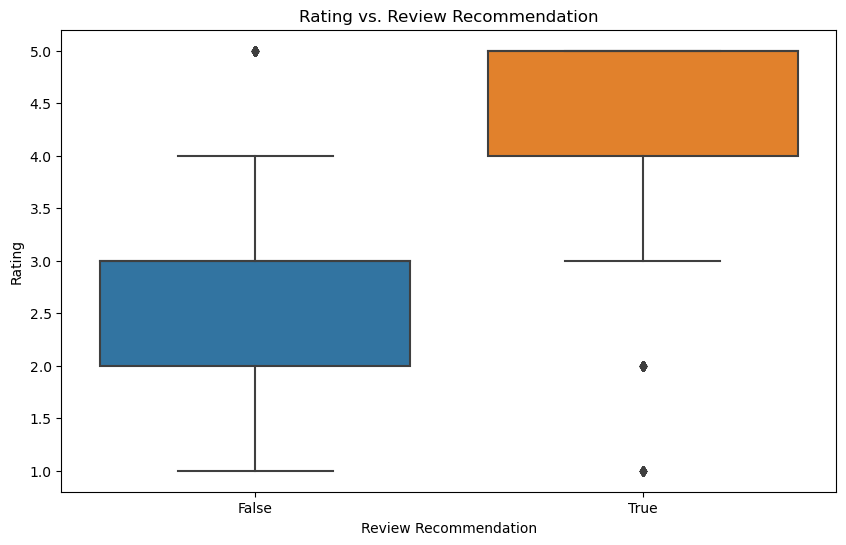 Rating vs. Review Recommendation
5.0
4.5
4.0
3.5
3.0
2.5
2.0
1.5
1.0
Rating
False
True
Review Recommendation